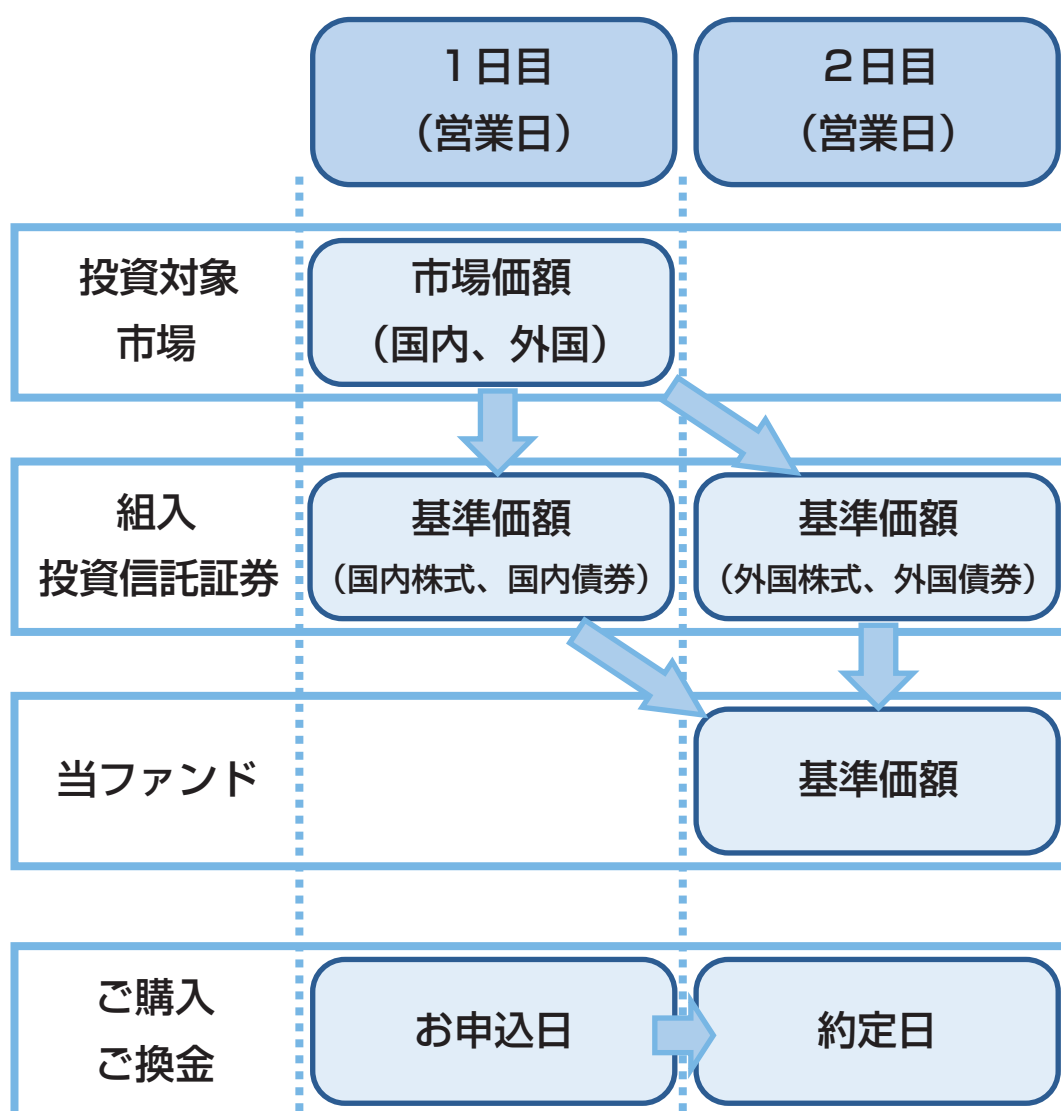 1日目
（営業日）
2日目
（営業日）
投資対象
市場
市場価額
（国内、外国）
組入
投資信託証券
基準価額
（国内株式、国内債券）
基準価額
（外国株式、外国債券）
当ファンド
基準価額
ご購入
ご換金
お申込日
約定日